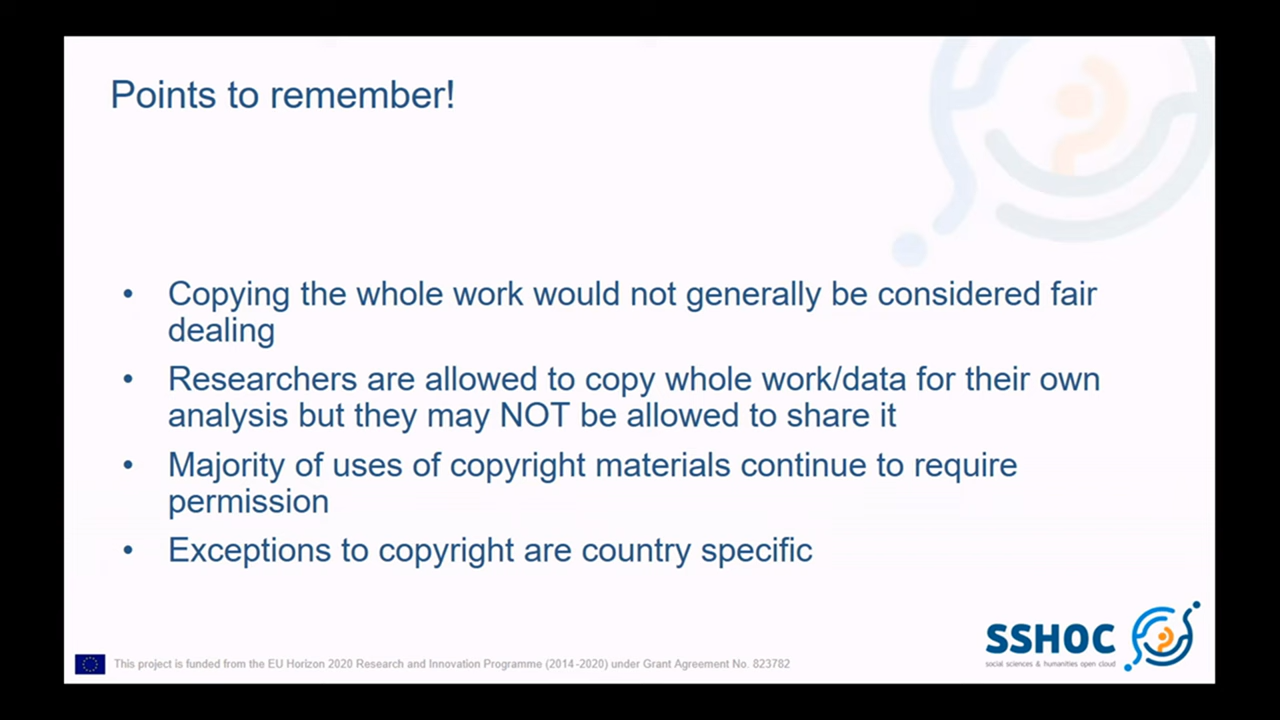 Points to remember!
• Copying the whole work would not generally be considered fair
dealing
• Researchers are allowed to copy whole work/data for their own
analysis but they may NOT be allowed to share it
• Majority of uses of copyright materials continue to require
permission
• Exceptions to copyright are country specific
SSHOC
social sciences & humanities open cloud
This project is funded from the EU Horizon 2020 Research and Innovation Programme (2014-2020) under Grant Agreement No. 823782